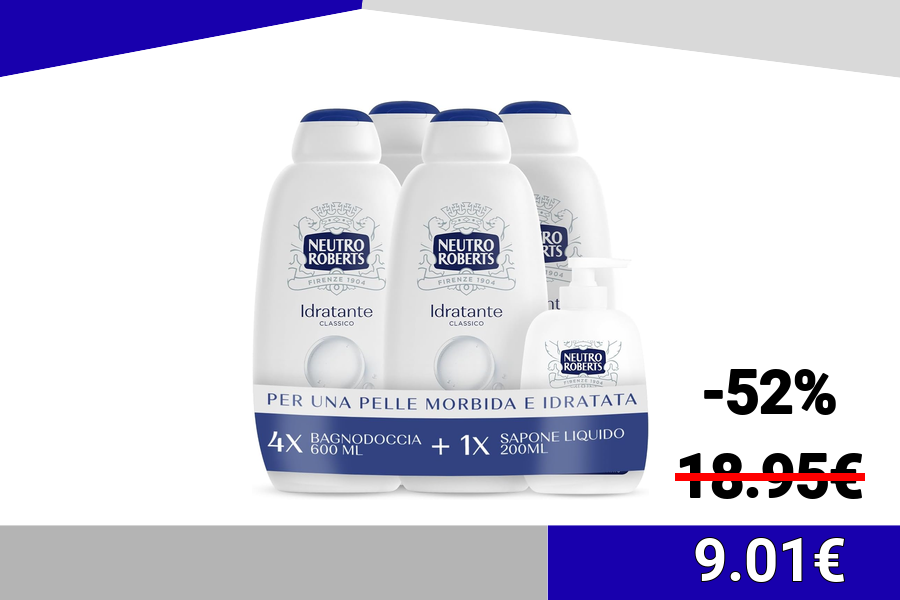 NEUTRO
ROBERTS
FIRENZE 1904
Idratante
CLASSICO
NEUTRO
ROBERTS
FIRENZE 1904
Idratante
CLASSICO
NEUTRO
ROBERTS
FIRENZE 1904
PER UNA PELLE MORBIDA E IDRATATA
4X BAGNODOCCIA
600 ML
+ 1X SAPONE LIQUIDO
200ML
-52%
18.95€
9.01€